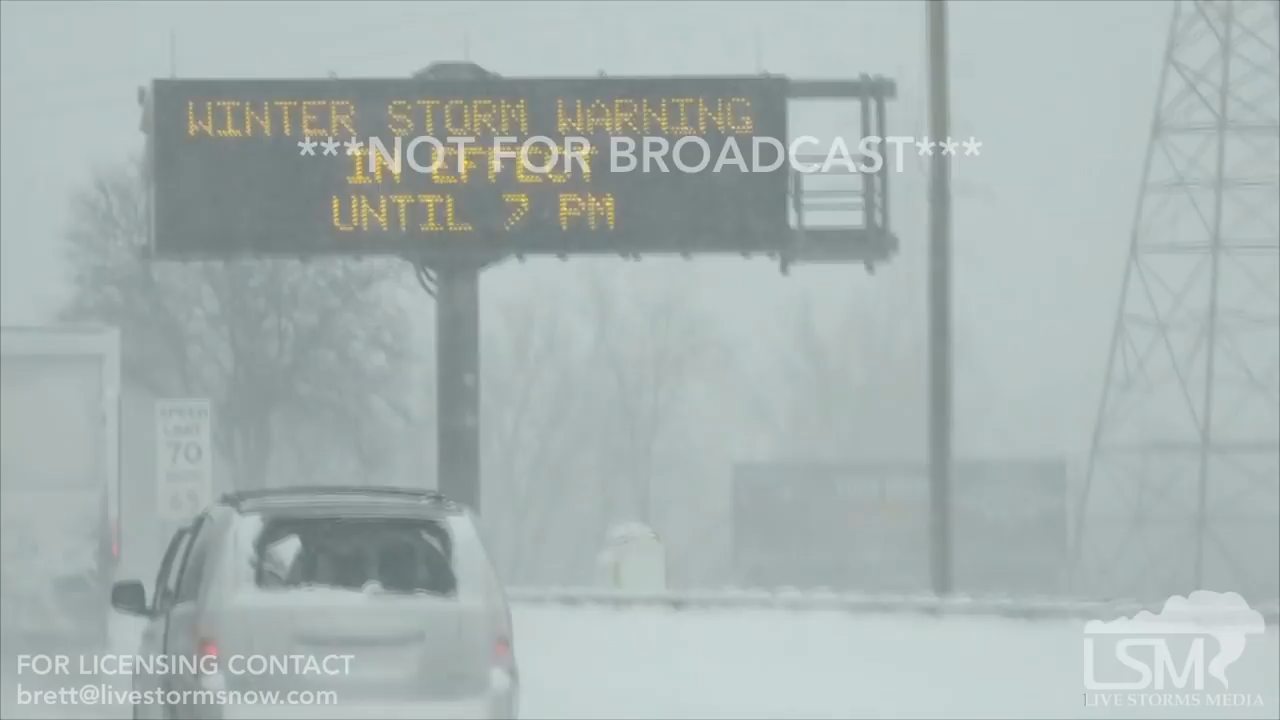 WINTER STORM WARNING
***NOT FOR BROADCAST***
IN EFFECT
UNTIL 7 PM
SPEED
LIMIT
70
FOR LICENSING CONTACT
brett@livestormsnow.com
LSM
LIVE STORMS MEDIA